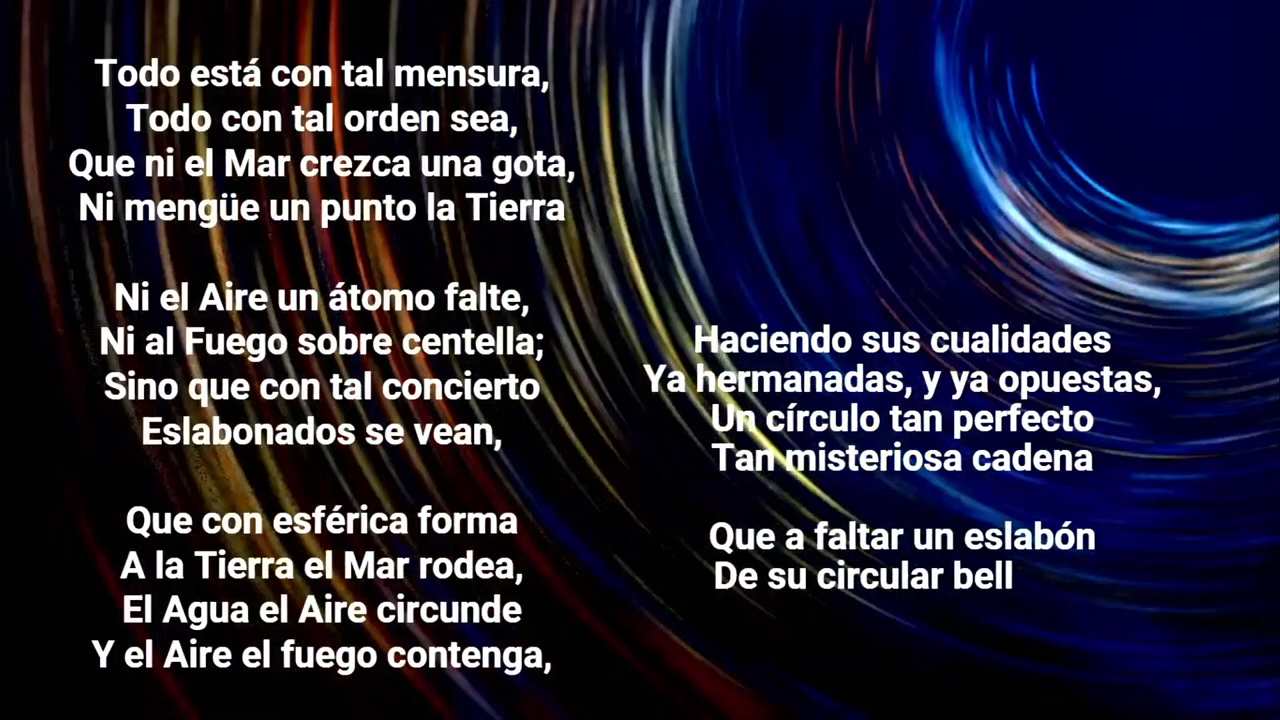 Todo está con tal mensura,
Todo con tal orden sea,
Que ni el Mar crezca una gota,
Ni mengüe un punto la Tierra
Ni el Aire un átomo falte,
Ni al Fuego sobre centella;
Sino que con tal concierto
Eslabonados se vean,
Que con esférica forma
A la Tierra el Mar rodea,
El Agua el Aire circunde
Y el Aire el fuego contenga,
Haciendo sus cualidades
Ya hermanadas, y ya opuestas,
Un círculo tan perfecto
Tan misteriosa cadena
Que a faltar un eslabón
De su circular bell